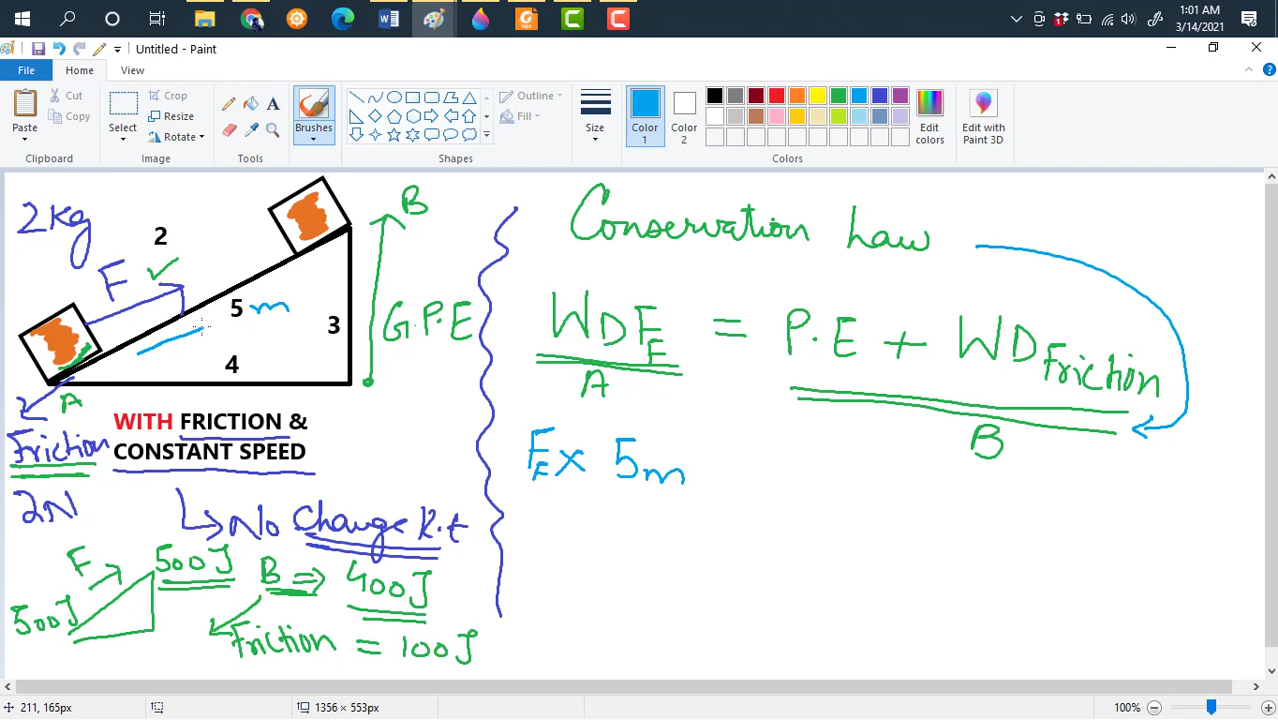 1:01 AM
3/14/2021
Untitled - Paint
File
Home
View
Paste
Cut
Copy
Clipboard
Select
Crop
Resize
Rotate
Image
Tools
Brushes
Outline
Fill
Shapes
Size
Color 1
Color 2
Edit colors
Edit with Paint 3D
Colors
2kg
2
F
5 m
3
4
A
B
G.P.E
WITH FRICTION &
CONSTANT SPEED
Friction
2N
No Change K.E
F
500J
500J
B ⇒ 400J
Friction = 100J
Conservation Law
WD F_E = P.E + WD Friction
A
B
F_E × 5m
211, 165px
1356 × 553px
100%